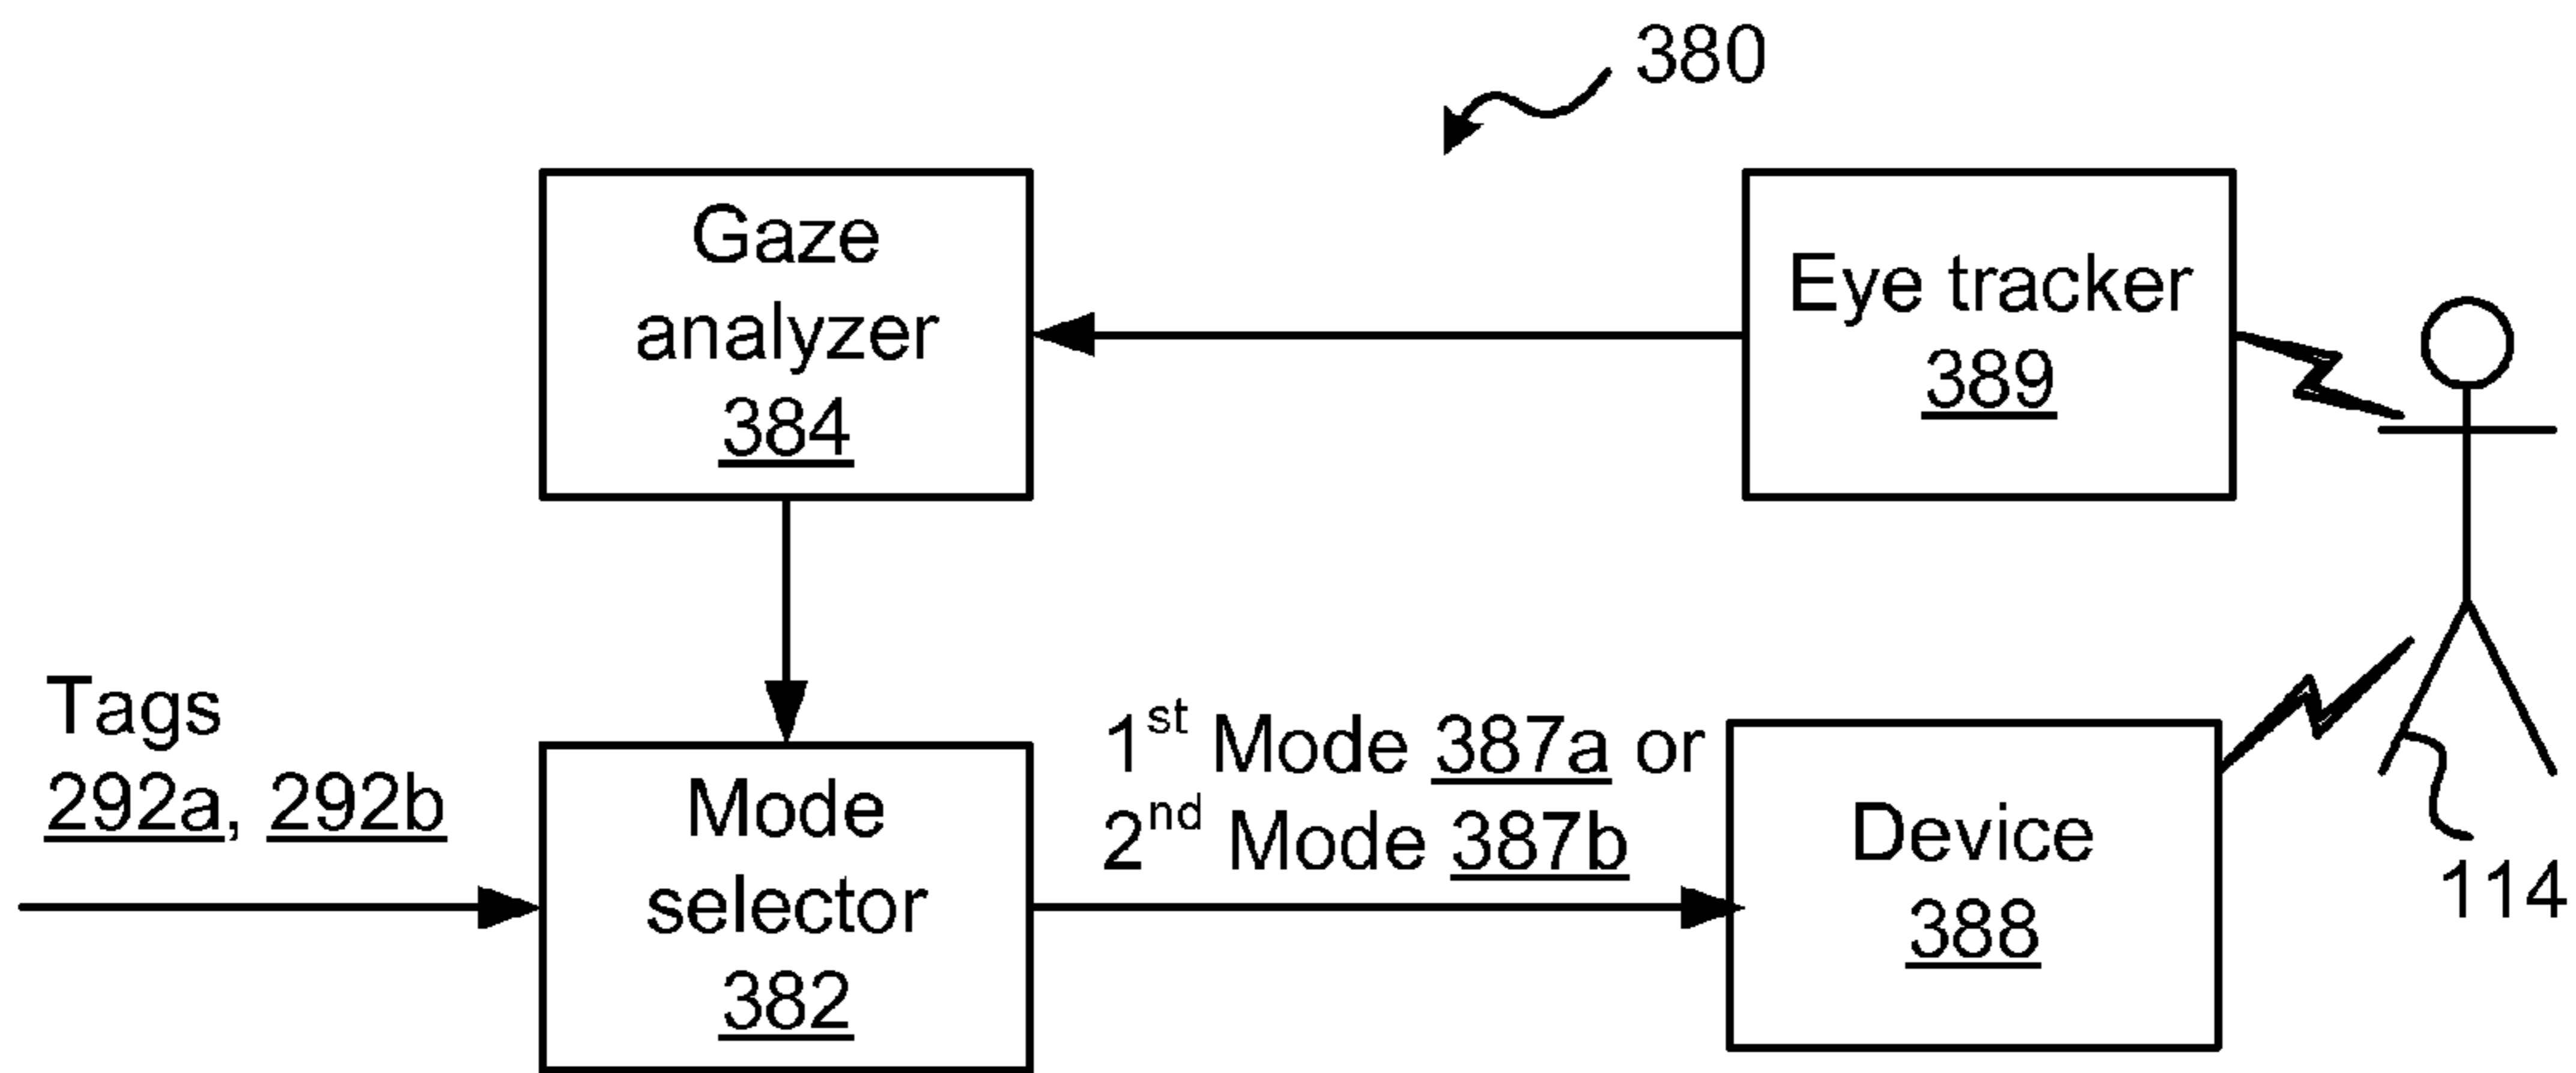 380
Gaze
analyzer
384
Eye tracker
389
Tags
292a, 292b
Mode
selector
382
1st Mode 387a or
2nd Mode 387b
Device
388
114